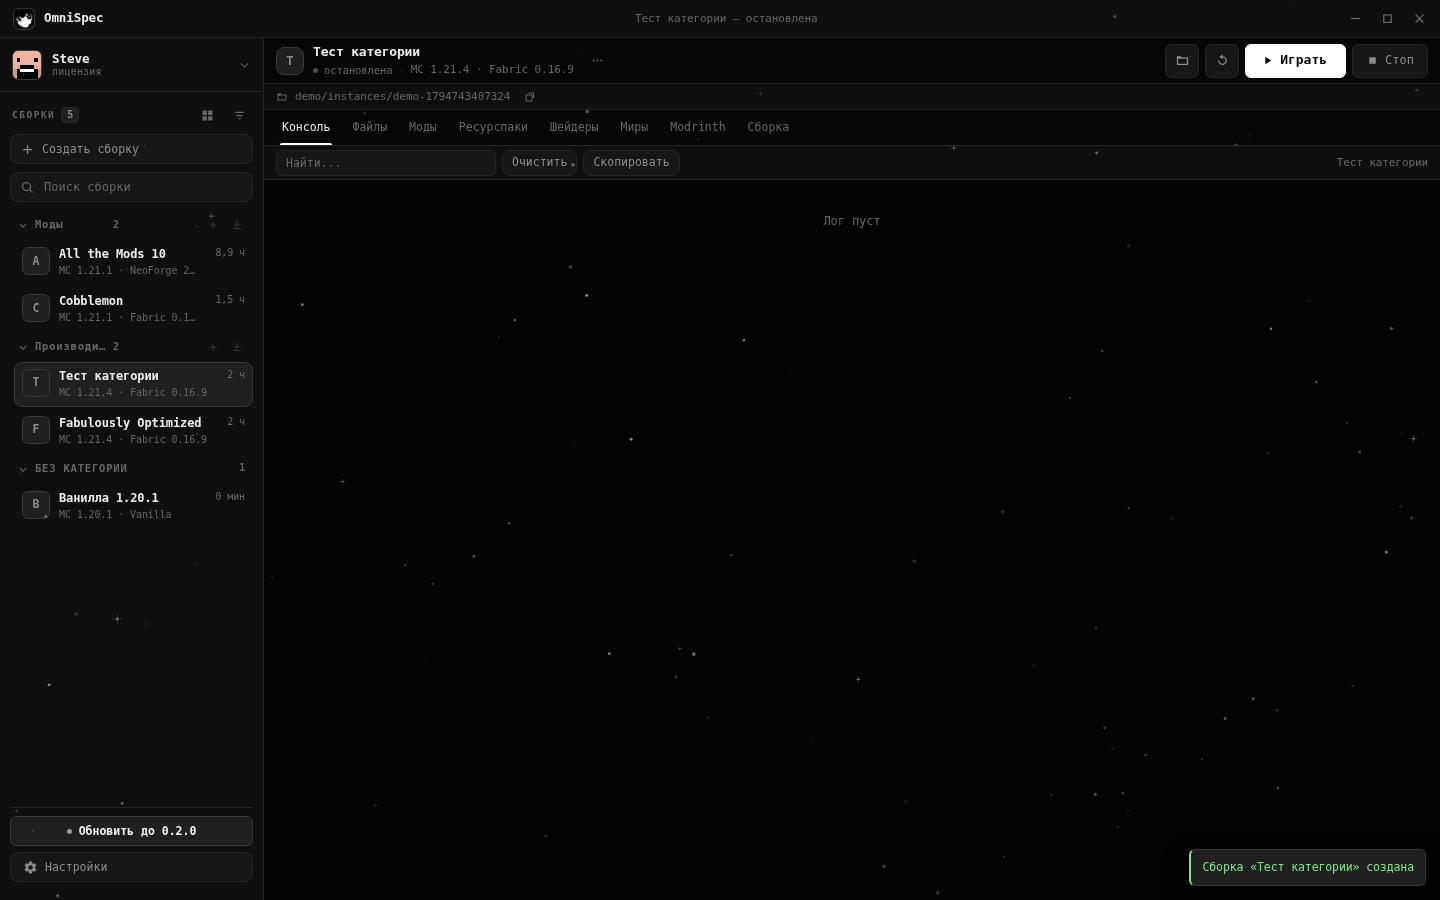 OmniSpec
Тест категории — остановлена
Steve
лицензия
СБОРКИ 5
Создать сборку
Поиск сборки
Моды 2
A
All the Mods 10
8,9 ч
MC 1.21.1 · NeoForge 2…
C
Cobblemon
1,5 ч
MC 1.21.1 · Fabric 0.1…
Производи… 2
Т
Тест категории
2 ч
MC 1.21.4 · Fabric 0.16.9
F
Fabulously Optimized
2 ч
MC 1.21.4 · Fabric 0.16.9
БЕЗ КАТЕГОРИИ 1
В
Ванилла 1.20.1
0 мин
MC 1.20.1 · Vanilla
Обновить до 0.2.0
Настройки
Т
Тест категории
остановлена · MC 1.21.4 · Fabric 0.16.9
Играть
Стоп
demo/instances/demo-1794743407324
Консоль Файлы Моды Ресурспаки Шейдеры Миры Modrinth Сборка
Найти...
Очистить
Скопировать
Тест категории
Лог пуст
Сборка «Тест категории» создана